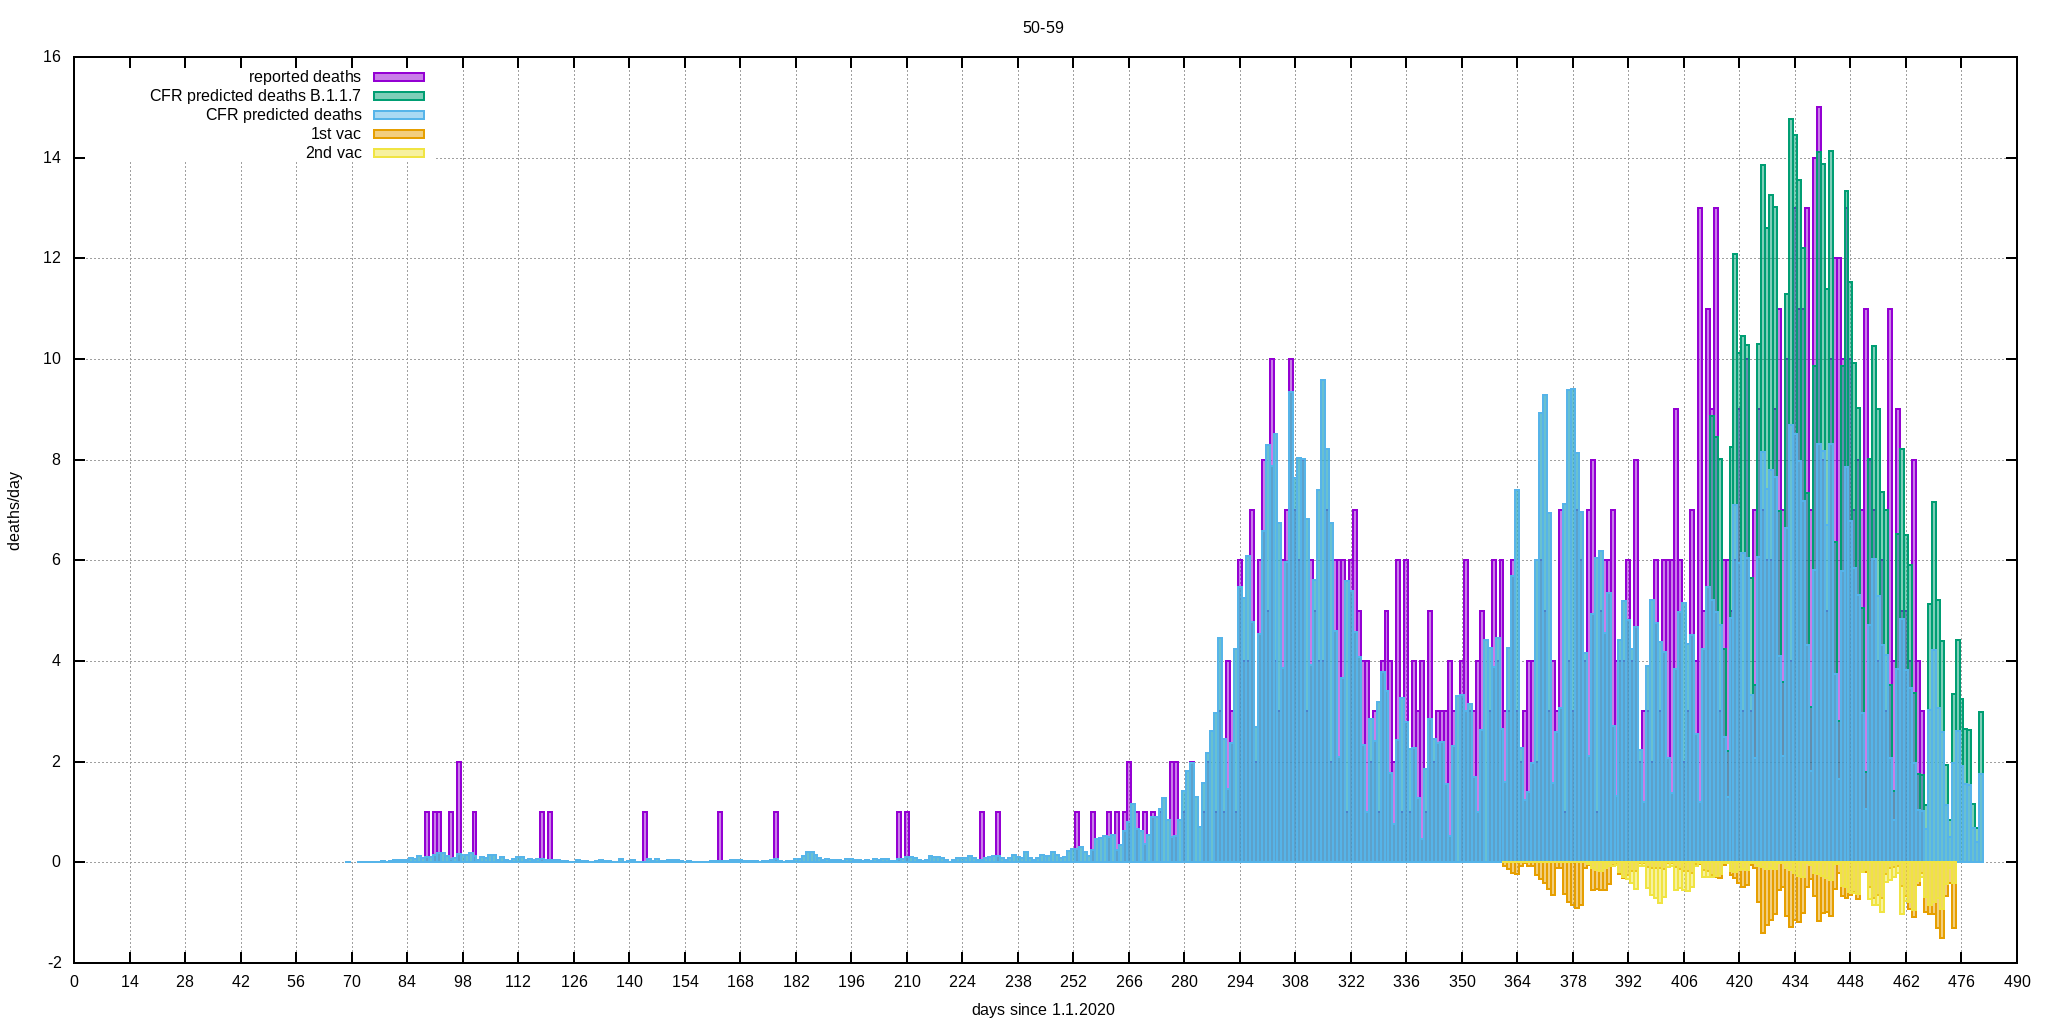 50-59
reported deaths
CFR predicted deaths B.1.1.7
CFR predicted deaths
1st vac
2nd vac
16
14
12
10
8
6
4
2
0
-2
deaths/day
0 14 28 42 56 70 84 98 112 126 140 154 168 182 196 210 224 238 252 266 280 294 308 322 336 350 364 378 392 406 420 434 448 462 476 490
days since 1.1.2020